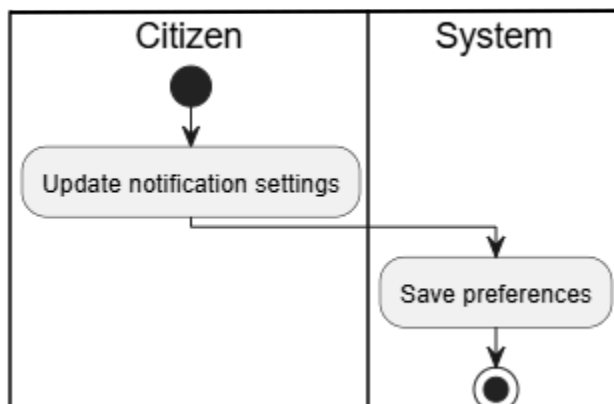 Citizen
System
Update notification settings
Save preferences